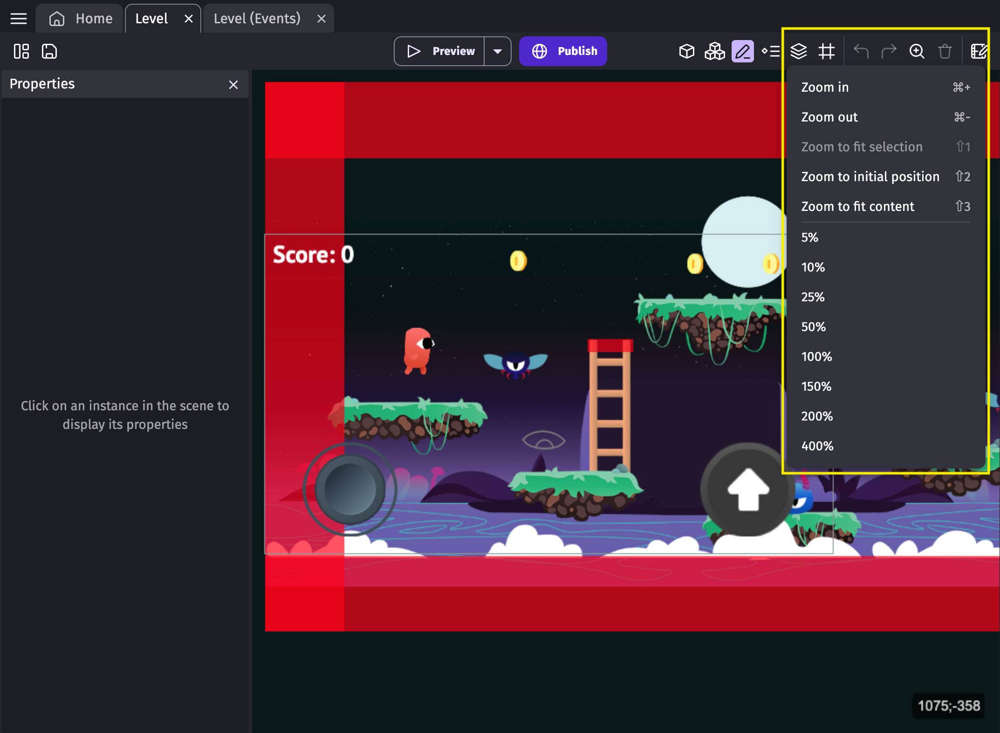 Home
Level
Level (Events)
Preview
Publish
Properties
Click on an instance in the scene to
display its properties
Score: 0
Zoom in ⌘+
Zoom out ⌘-
Zoom to fit selection ⇧1
Zoom to initial position ⇧2
Zoom to fit content ⇧3
5%
10%
25%
50%
100%
150%
200%
400%
1075;-358